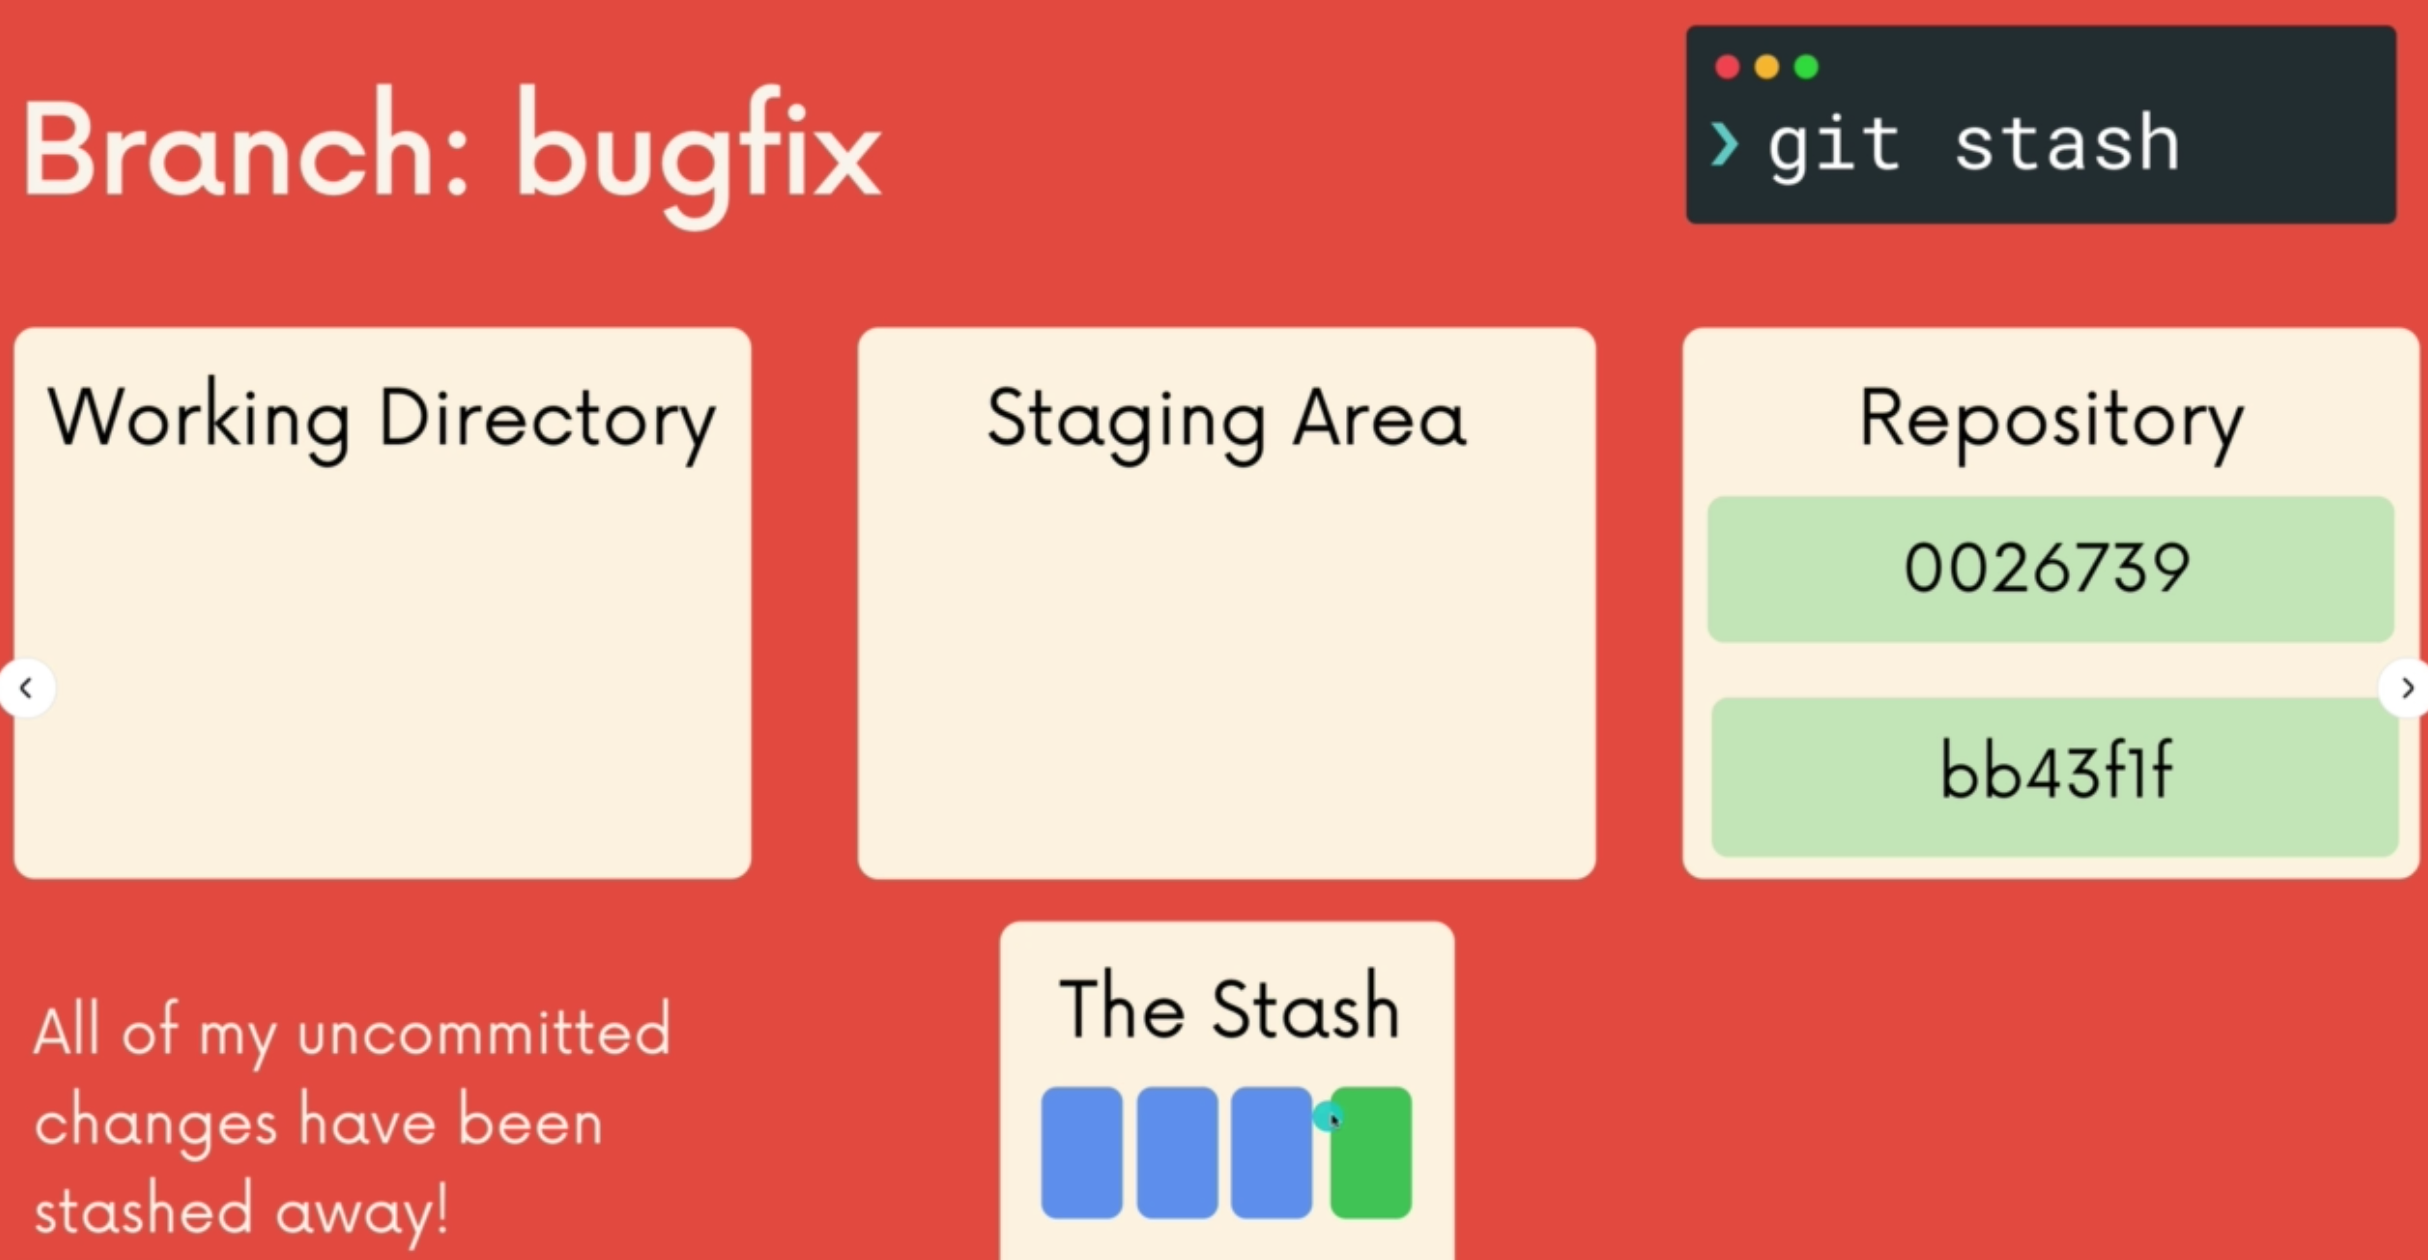 Branch: bugfix
❯ git stash
Working Directory
Staging Area
Repository
0026739
bb43f1f
The Stash
All of my uncommitted
changes have been
stashed away!